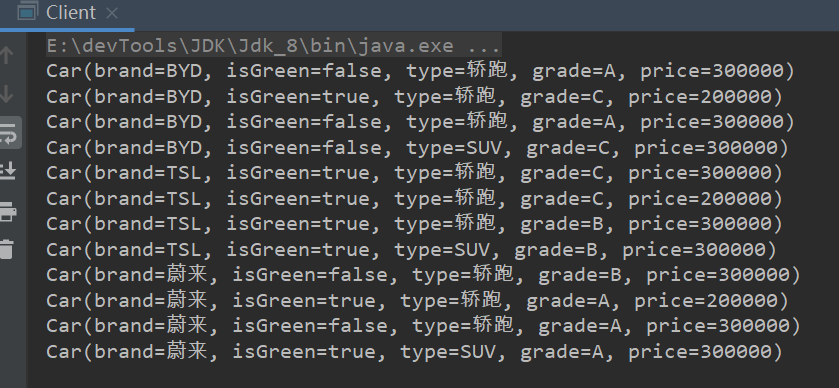 Client
E:\devTools\JDK\Jdk_8\bin\java.exe ...
Car(brand=BYD, isGreen=false, type=轿跑, grade=A, price=300000)
Car(brand=BYD, isGreen=true, type=轿跑, grade=C, price=200000)
Car(brand=BYD, isGreen=false, type=轿跑, grade=A, price=300000)
Car(brand=BYD, isGreen=false, type=SUV, grade=C, price=300000)
Car(brand=TSL, isGreen=true, type=轿跑, grade=C, price=300000)
Car(brand=TSL, isGreen=true, type=轿跑, grade=C, price=200000)
Car(brand=TSL, isGreen=true, type=轿跑, grade=B, price=300000)
Car(brand=TSL, isGreen=true, type=SUV, grade=B, price=300000)
Car(brand=蔚来, isGreen=false, type=轿跑, grade=B, price=300000)
Car(brand=蔚来, isGreen=true, type=轿跑, grade=A, price=200000)
Car(brand=蔚来, isGreen=false, type=轿跑, grade=A, price=300000)
Car(brand=蔚来, isGreen=true, type=SUV, grade=A, price=300000)